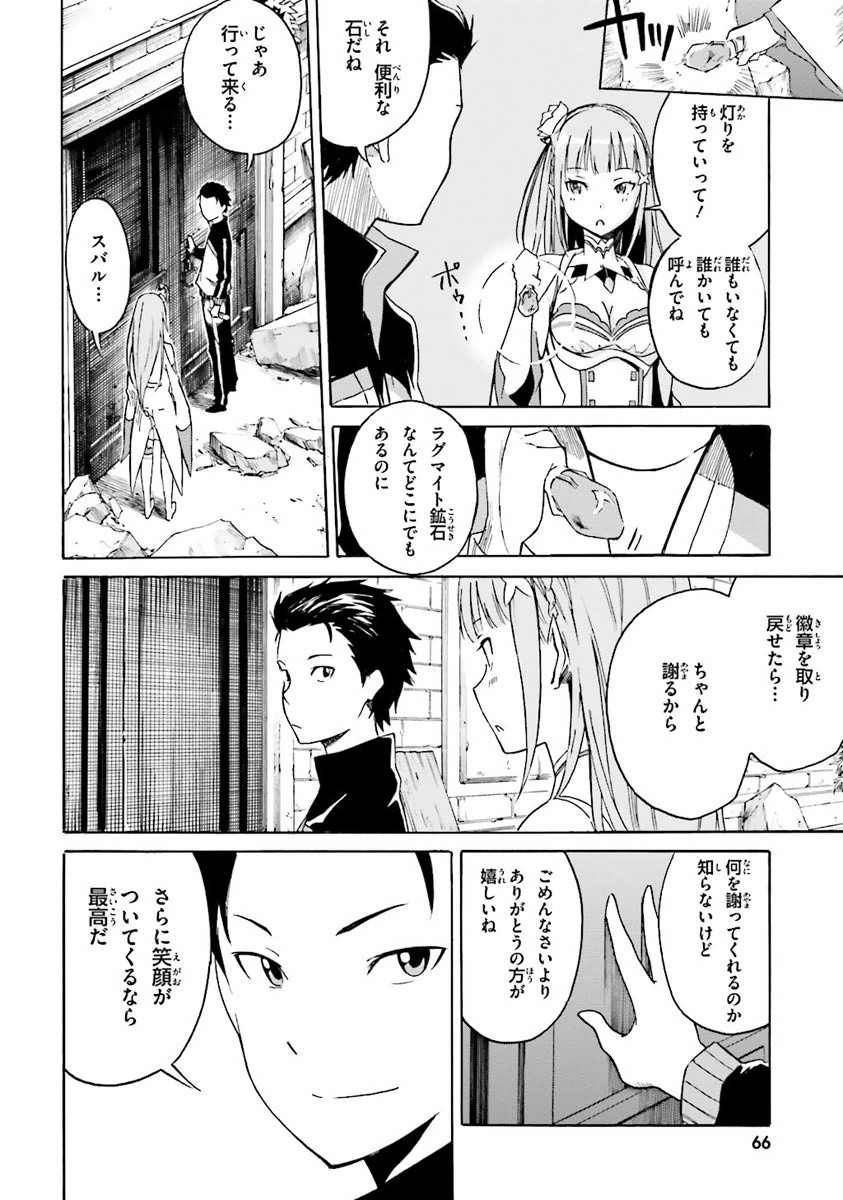 カッ
灯りを
持っていって!
誰もいなくても
誰かいても
呼んでね
ポゥ…
それ 便利な
石だね
ラグマイト鉱石
なんてどこにでも
あるのに
じゃあ
行って来る…
スバル…
徽章を取り
戻せたら…
ちゃんと
謝るから
何を謝ってくれるのか
知らないけど
ごめんなさいより
ありがとうの方が
嬉しいね
さらに笑顔が
ついてくるなら
最高だ
66